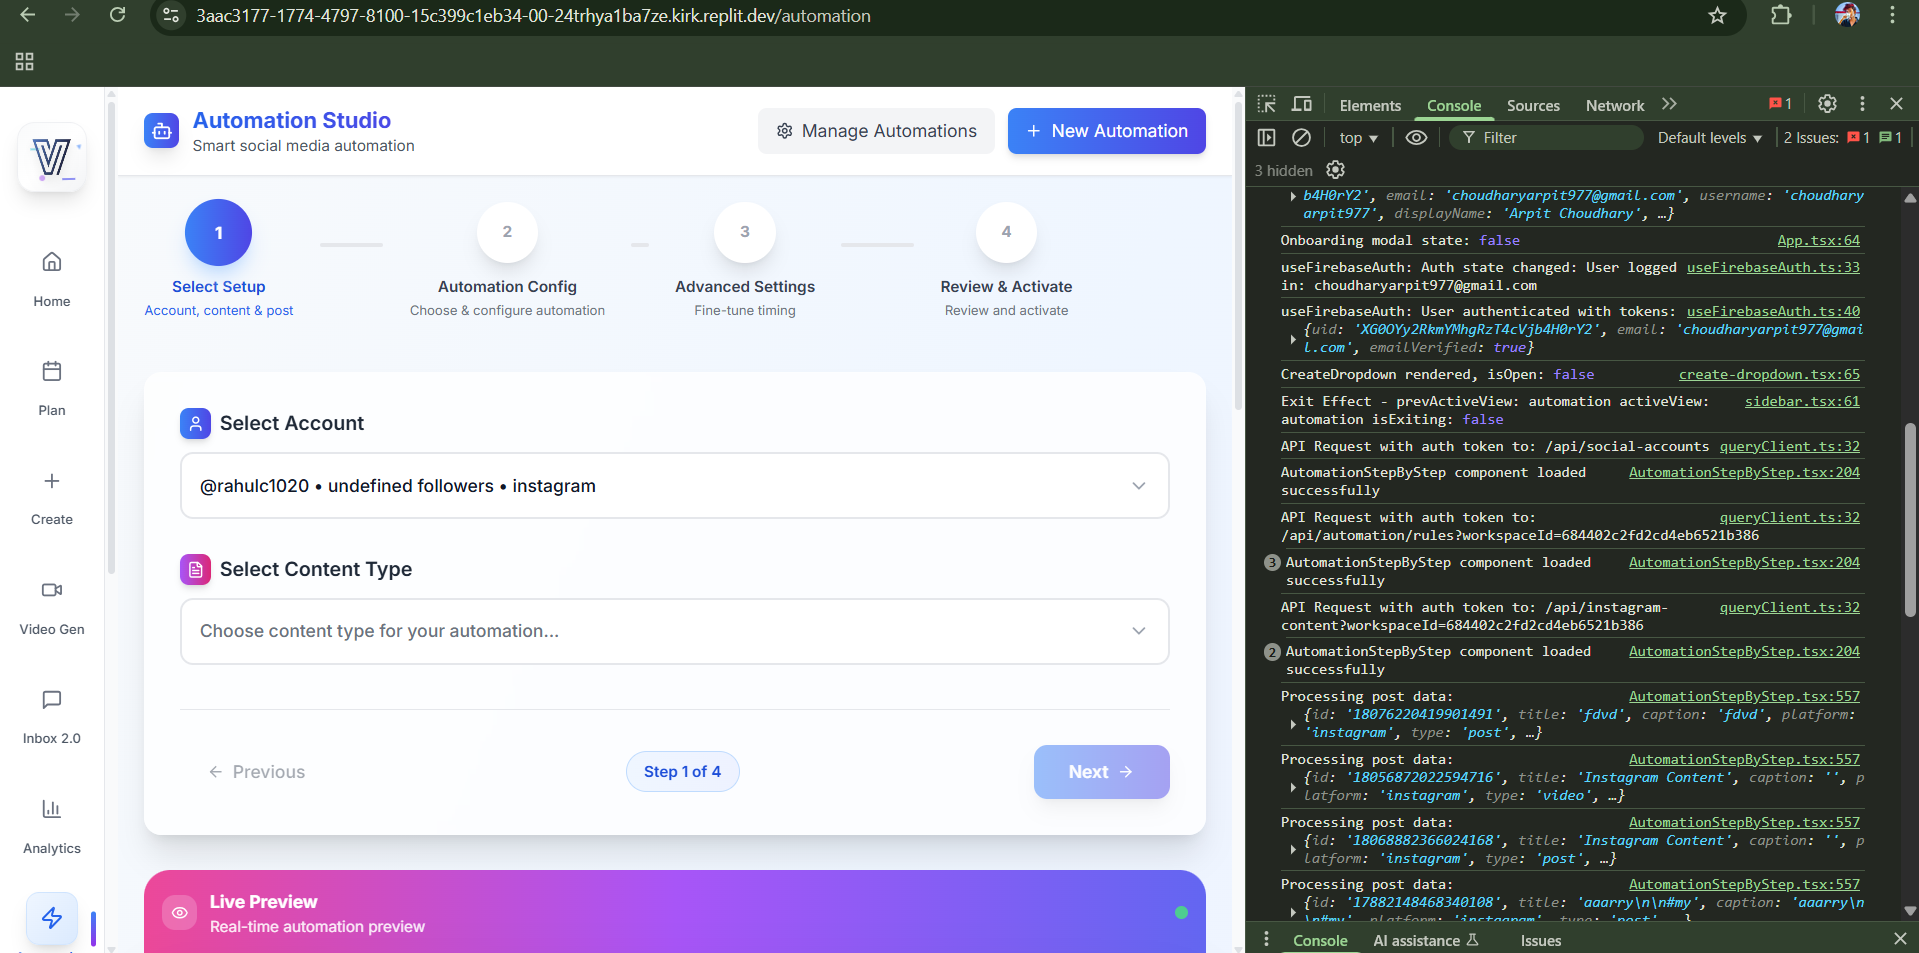 3aac3177-1774-4797-8100-15c399c1eb34-00-24trhya1ba7ze.kirk.replit.dev/automation
Home
Plan
Create
Video Gen
Inbox 2.0
Analytics
Automation Studio
Smart social media automation
Manage Automations
+ New Automation
1
Select Setup
Account, content & post
2
Automation Config
Choose & configure automation
3
Advanced Settings
Fine-tune timing
4
Review & Activate
Review and activate
Select Account
@rahulc1020 • undefined followers • instagram
Select Content Type
Choose content type for your automation...
← Previous
Step 1 of 4
Next →
Live Preview
Real-time automation preview
Elements Console Sources Network 1
top Filter Default levels 2 Issues: 1 1
3 hidden
b4H0rY2', email: 'choudharyarpit977@gmail.com', username: 'choudhary
arpit977', displayName: 'Arpit Choudhary', …}
Onboarding modal state: false App.tsx:64
useFirebaseAuth: Auth state changed: User logged useFirebaseAuth.ts:33
in: choudharyarpit977@gmail.com
useFirebaseAuth: User authenticated with tokens: useFirebaseAuth.ts:40
{uid: 'XG0OYy2RkmYMhgRzT4cVjb4H0rY2', email: 'choudharyarpit977@gmai
l.com', emailVerified: true}
CreateDropdown rendered, isOpen: false create-dropdown.tsx:65
Exit Effect - prevActiveView: automation activeView: sidebar.tsx:61
automation isExiting: false
API Request with auth token to: /api/social-accounts queryClient.ts:32
AutomationStepByStep component loaded AutomationStepByStep.tsx:204
successfully
API Request with auth token to: queryClient.ts:32
/api/automation/rules?workspaceId=684402c2fd2cd4eb6521b386
3 AutomationStepByStep component loaded AutomationStepByStep.tsx:204
successfully
API Request with auth token to: /api/instagram- queryClient.ts:32
content?workspaceId=684402c2fd2cd4eb6521b386
2 AutomationStepByStep component loaded AutomationStepByStep.tsx:204
successfully
Processing post data: AutomationStepByStep.tsx:557
{id: '18076220419901491', title: 'fdvd', caption: 'fdvd', platform:
'instagram', type: 'post', …}
Processing post data: AutomationStepByStep.tsx:557
{id: '18056872022594716', title: 'Instagram Content', caption: '', p
latform: 'instagram', type: 'video', …}
Processing post data: AutomationStepByStep.tsx:557
{id: '18068882366024168', title: 'Instagram Content', caption: '', p
latform: 'instagram', type: 'post', …}
Processing post data: AutomationStepByStep.tsx:557
{id: '17882148468340108', title: 'aaarry\n\n#my', caption: 'aaarry\n
\n#my', platform: 'instagram', type: 'post', …}
Console AI assistance Issues